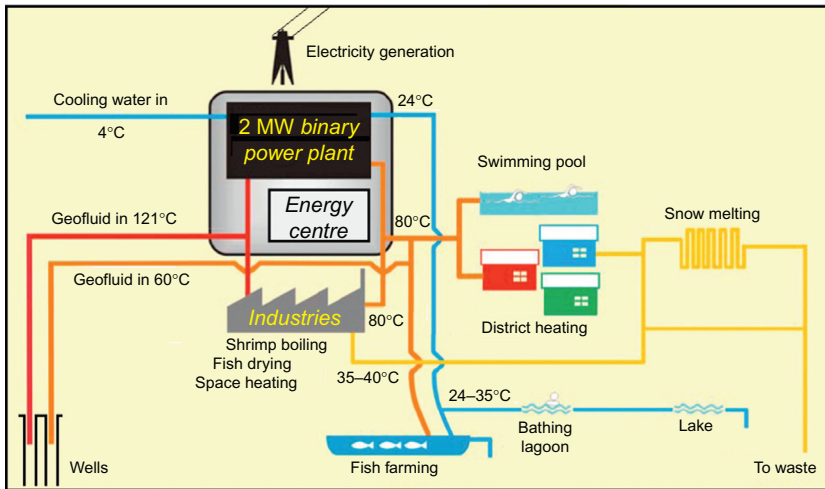 Electricity generation
Cooling water in
4°C
24°C
2 MW binary
power plant
Energy
centre
Swimming pool
Snow melting
Geofluid in 121°C
80°C
Geofluid in 60°C
Industries
80°C
District heating
Shrimp boiling
Fish drying
Space heating
35–40°C
24–35°C
Bathing
lagoon
Lake
Wells
Fish farming
To waste